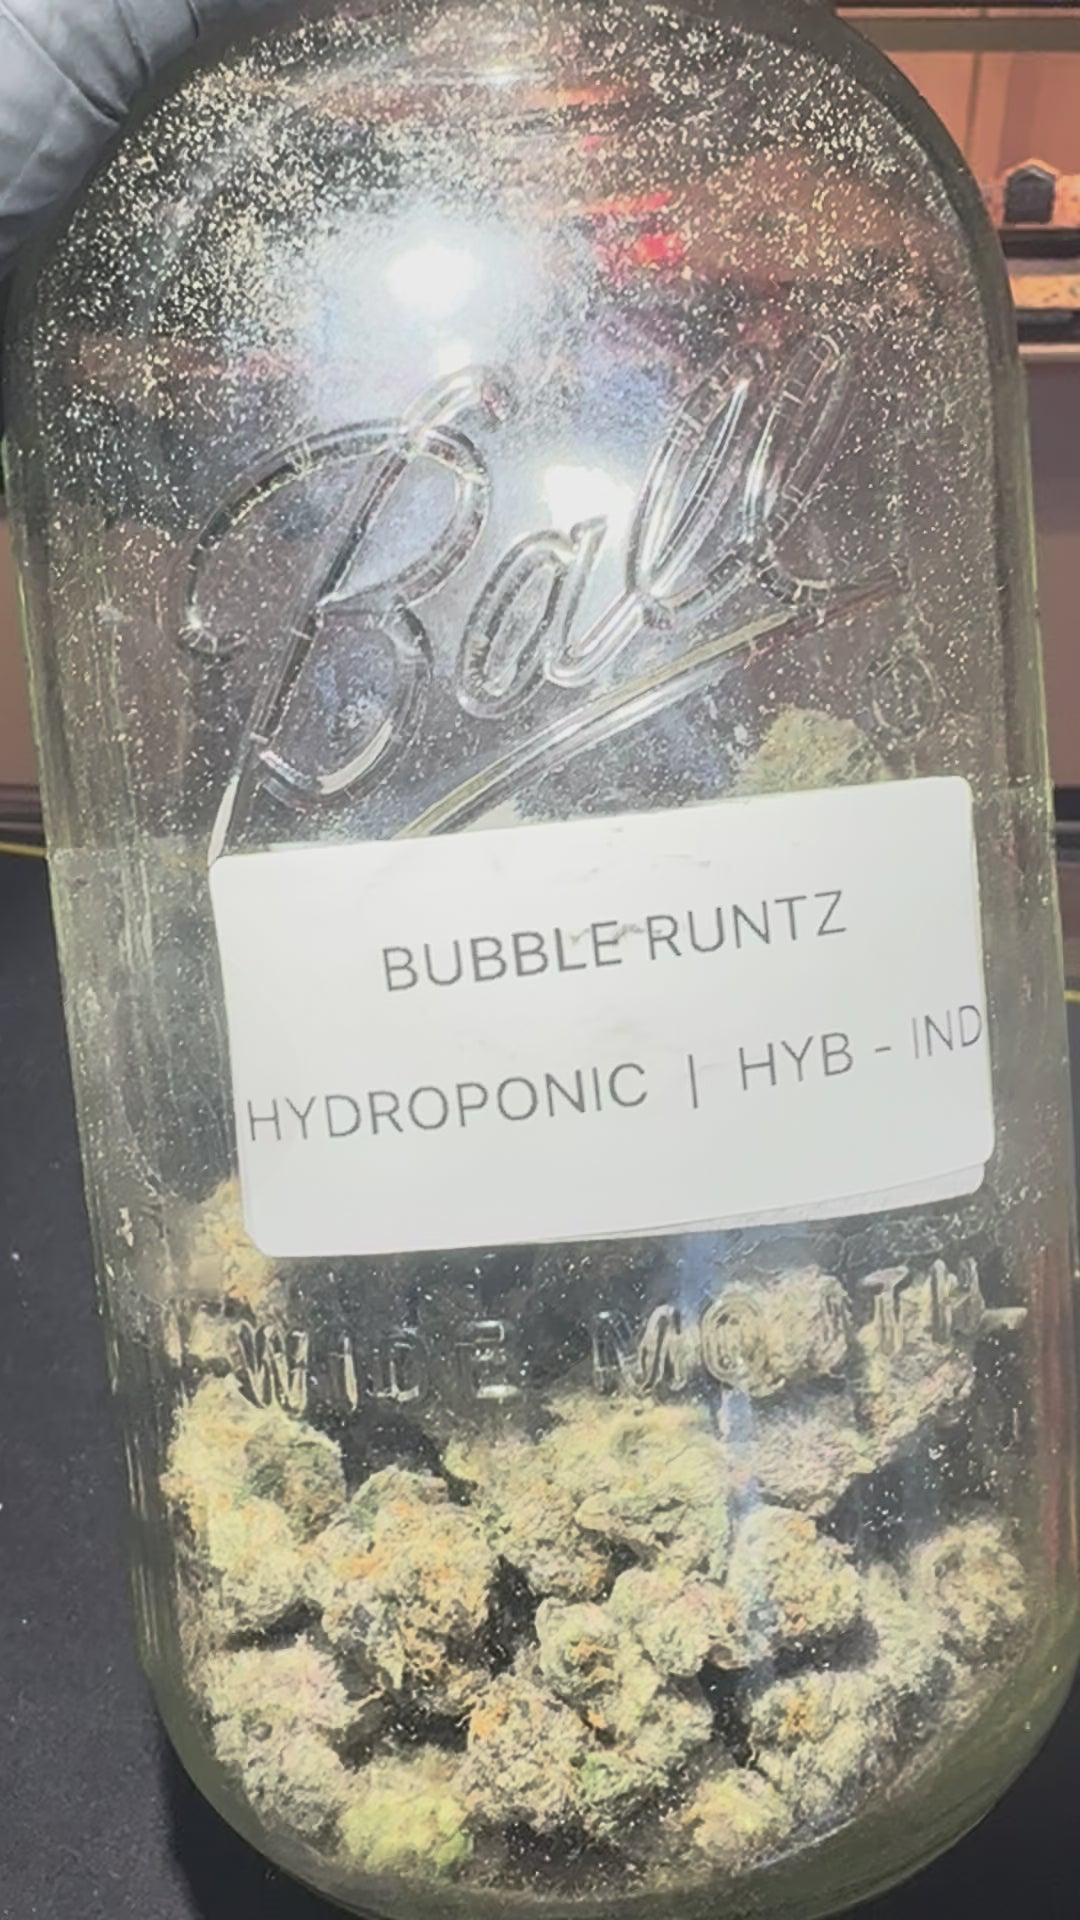 Ball
BUBBLE RUNTZ
HYDROPONIC | HYB - IND
WIDE MOUTH